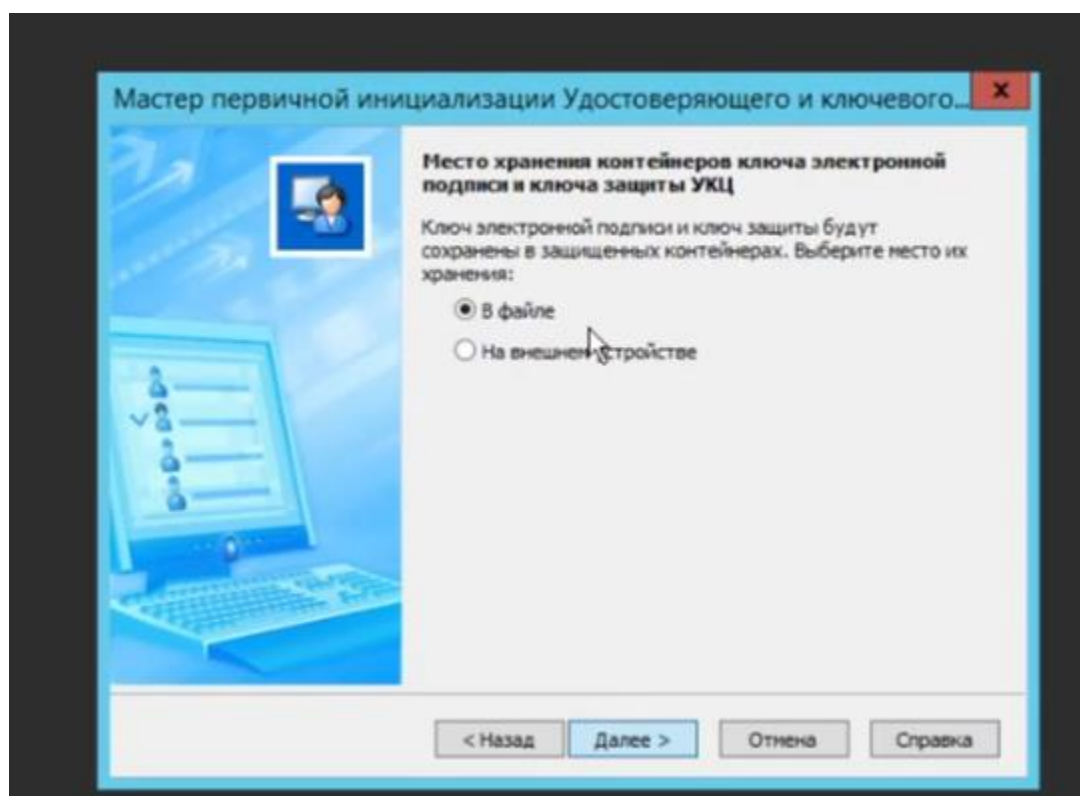 Мастер первичной инициализации Удостоверяющего и ключевого...
Место хранения контейнеров ключа электронной
подписи и ключа защиты УКЦ
Ключ электронной подписи и ключ защиты будут
сохранены в защищенных контейнерах. Выберите место их
хранения:
В файле
На внешнем устройстве
< Назад
Далее >
Отмена
Справка